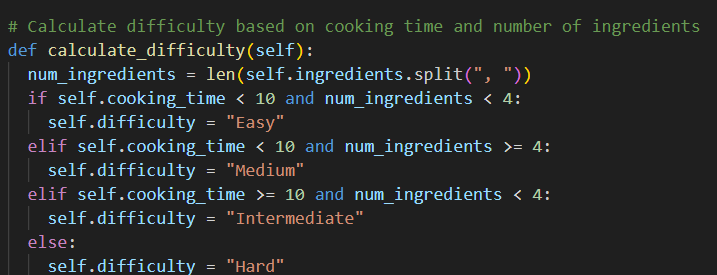 # Calculate difficulty based on cooking time and number of ingredients
def calculate_difficulty(self):
  num_ingredients = len(self.ingredients.split(", "))
  if self.cooking_time < 10 and num_ingredients < 4:
    self.difficulty = "Easy"
  elif self.cooking_time < 10 and num_ingredients >= 4:
    self.difficulty = "Medium"
  elif self.cooking_time >= 10 and num_ingredients < 4:
    self.difficulty = "Intermediate"
  else:
    self.difficulty = "Hard"